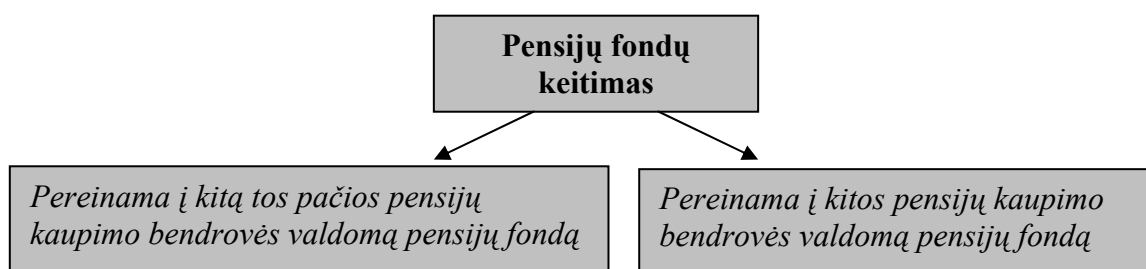 Pensijų fondų
keitimas
Pereinama į kitą tos pačios pensijų
kaupimo bendrovės valdomą pensijų fondą
Pereinama į kitos pensijų kaupimo
bendrovės valdomą pensijų fondą